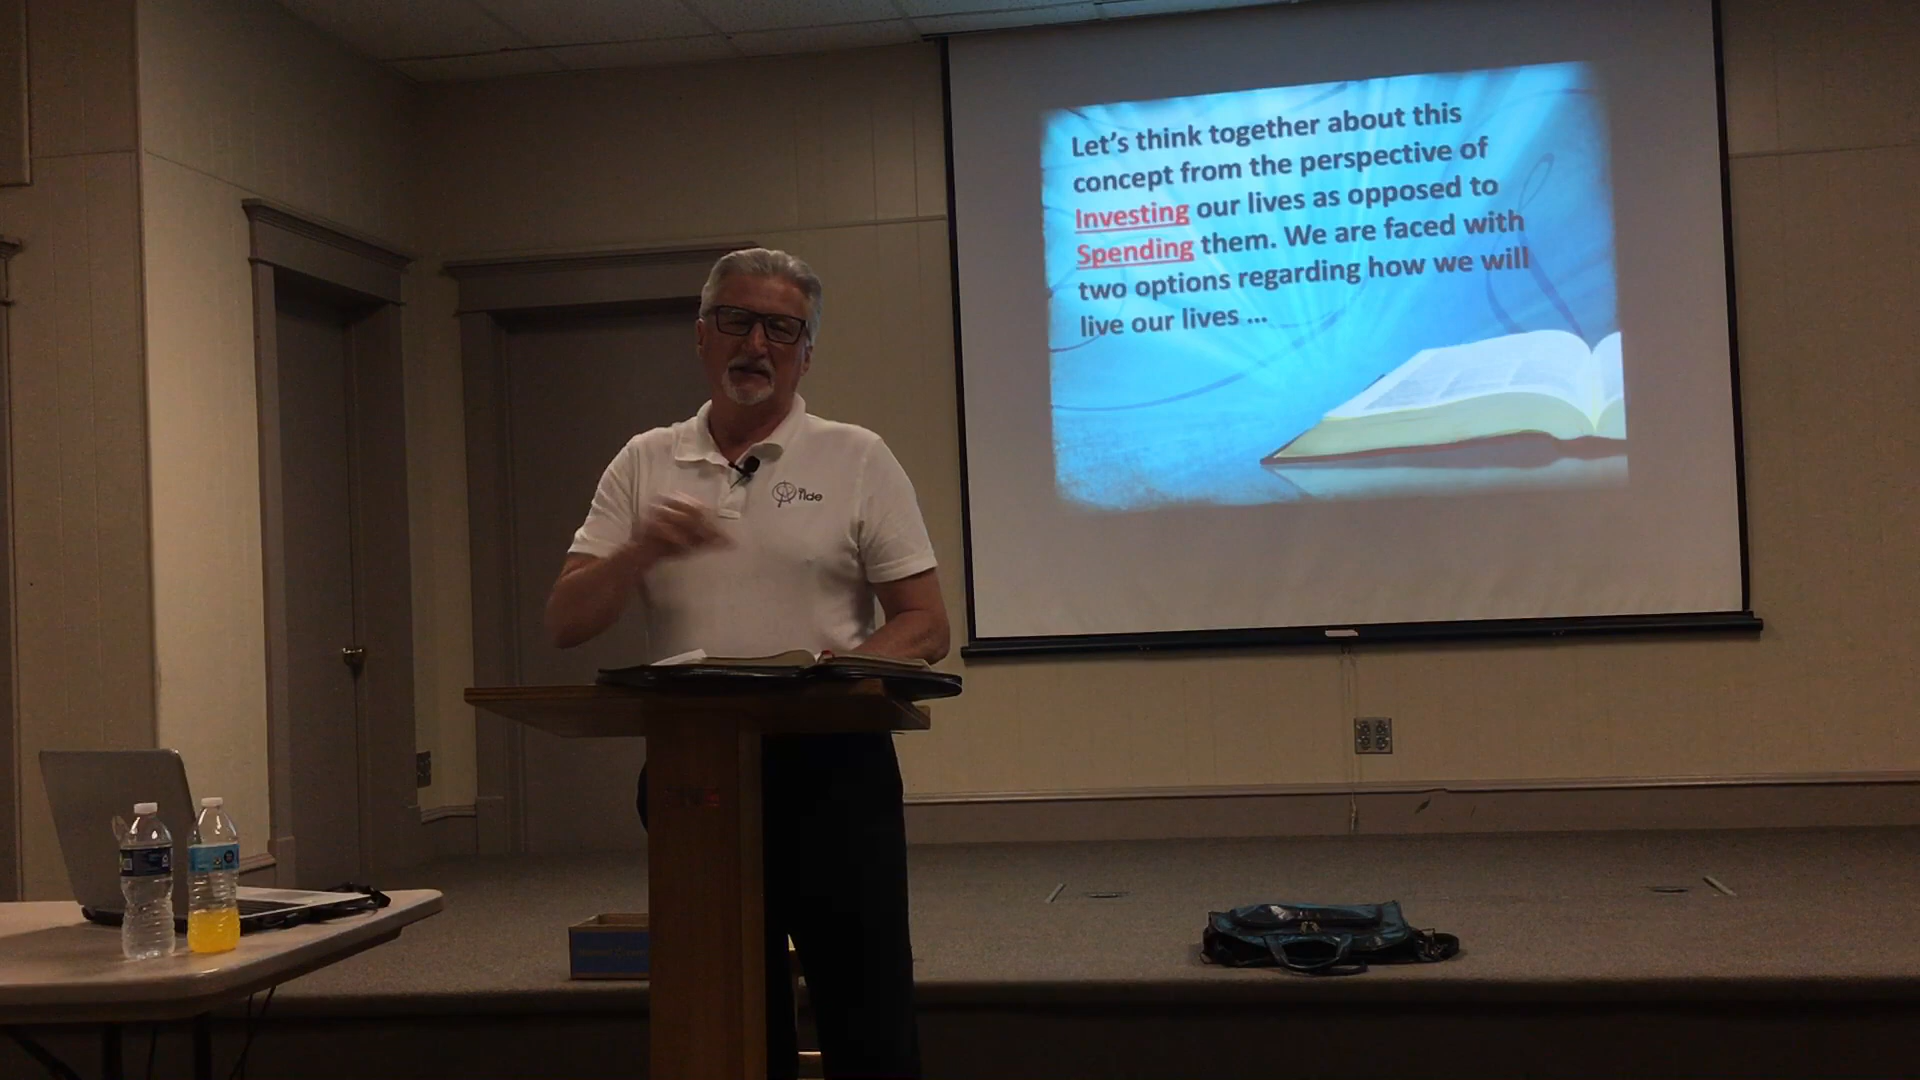 Let's think together about this
concept from the perspective of
Investing our lives as opposed to
Spending them. We are faced with
two options regarding how we will
live our lives ...
Tide